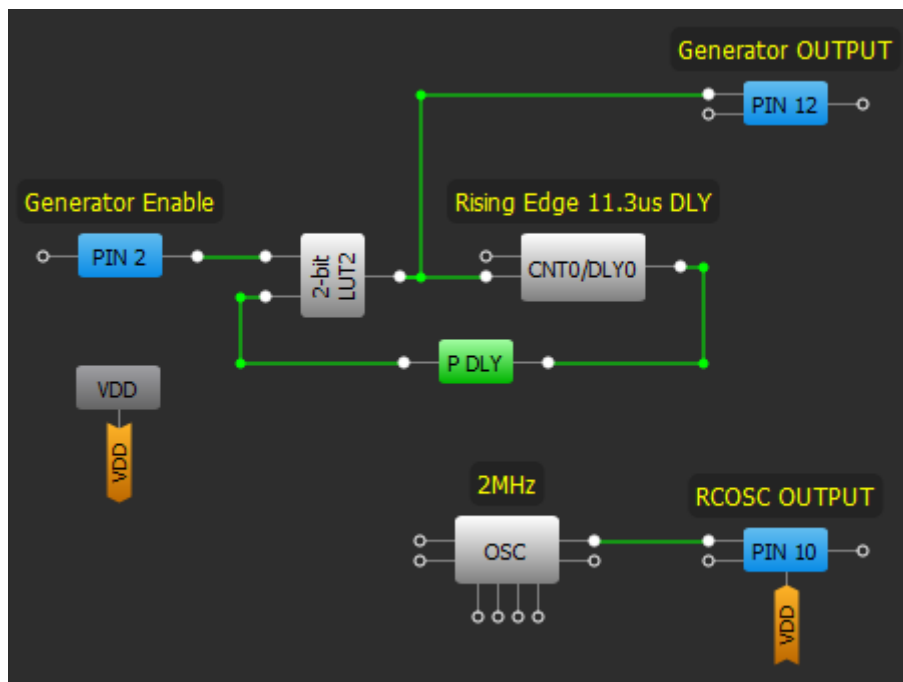 Generator OUTPUT
PIN 12
Generator Enable
Rising Edge 11.3us DLY
PIN 2
2-bit
LUT2
CNT0/DLY0
P DLY
VDD
VDD
2MHz
RCOSC OUTPUT
OSC
PIN 10
VDD